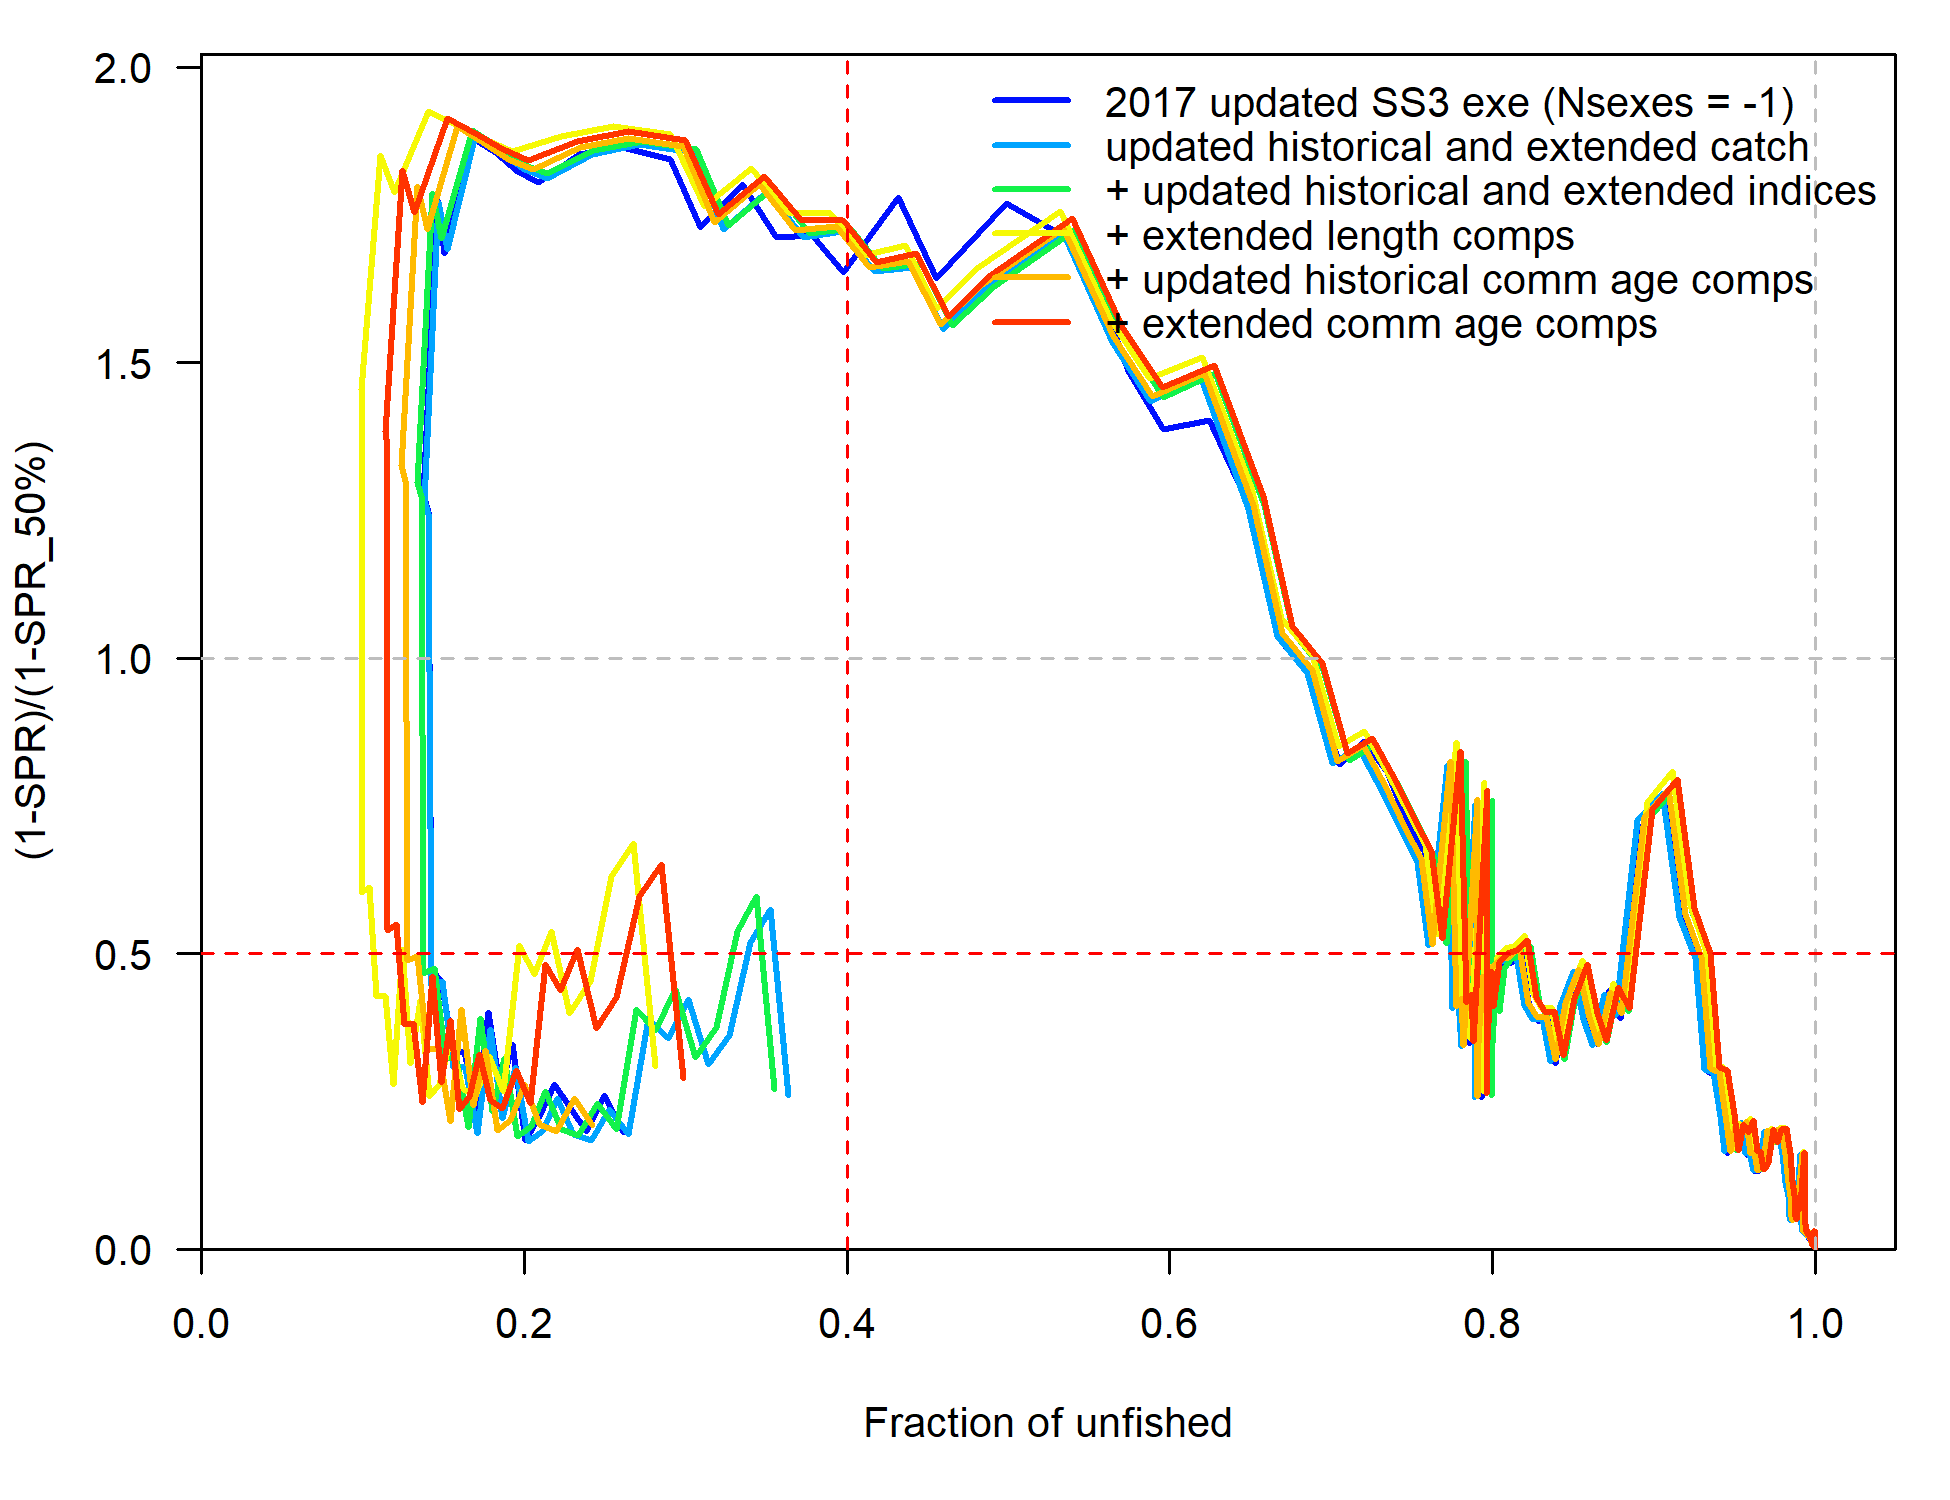 2.0
1.5
1.0
0.5
0.0
(1-SPR)/(1-SPR_50%)
2017 updated SS3 exe (Nsexes = -1)
updated historical and extended catch
+ updated historical and extended indices
+ extended length comps
+ updated historical comm age comps
+ extended comm age comps
0.0 0.2 0.4 0.6 0.8 1.0
Fraction of unfished